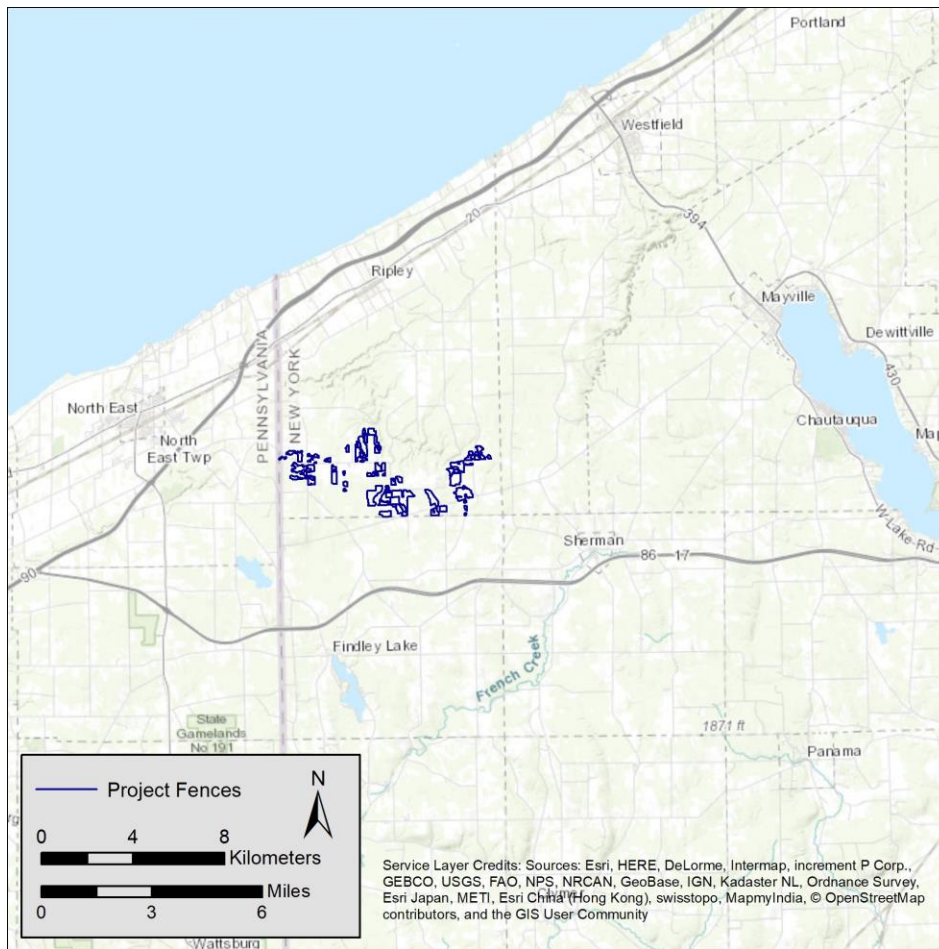 Portland
Westfield
20
394
Ripley
Mayville
Dewittville
430
PENNSYLVANIA
NEW YORK
North East
North
East Twp
Chautauqua
W Lake Rd
Sherman
86
17
90
Findley Lake
French Creek
State
Gamelands
No 191
1871 ft
Panama
Project Fences
N
0 4 8
Kilometers
Miles
0 3 6
Wattsburg
Service Layer Credits: Sources: Esri, HERE, DeLorme, Intermap, increment P Corp.,
GEBCO, USGS, FAO, NPS, NRCAN, GeoBase, IGN, Kadaster NL, Ordnance Survey,
Esri Japan, METI, Esri China (Hong Kong), swisstopo, MapmyIndia, © OpenStreetMap
contributors, and the GIS User Community